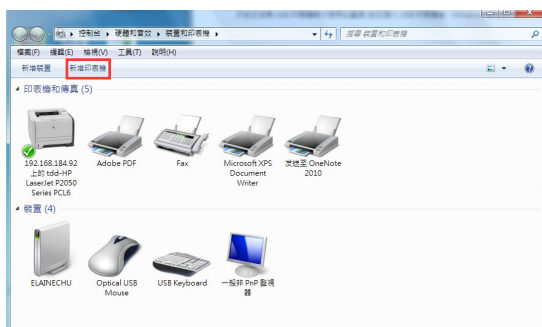 控制台 ▸ 硬體和音效 ▸ 裝置和印表機 ▸
搜尋 裝置和印表機
檔案(F) 編輯(E) 檢視(V) 工具(T) 說明(H)
新增裝置 新增印表機
印表機和傳真 (5)
192.168.184.92
上的 tdd-HP
LaserJet P2050
Series PCL6
Adobe PDF
Fax
Microsoft XPS
Document
Writer
发送至 OneNote
2010
裝置 (4)
ELAINECHU
Optical USB
Mouse
USB Keyboard
一般非 PnP 監視
器